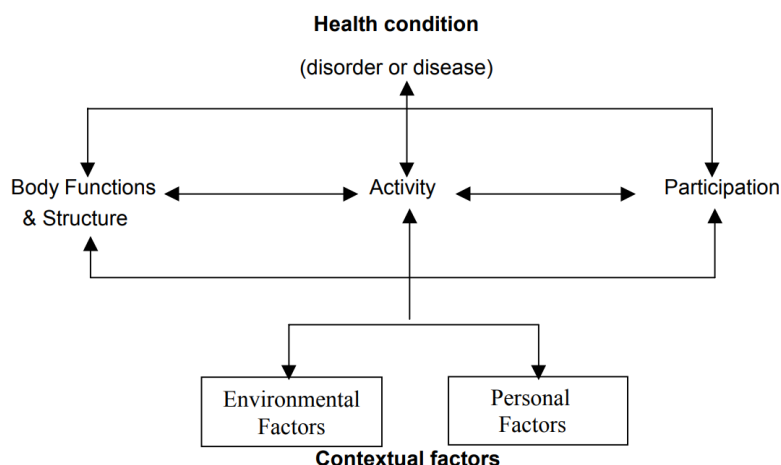 Health condition
(disorder or disease)
Body Functions
& Structure
Activity
Participation
Environmental
Factors
Personal
Factors
Contextual factors